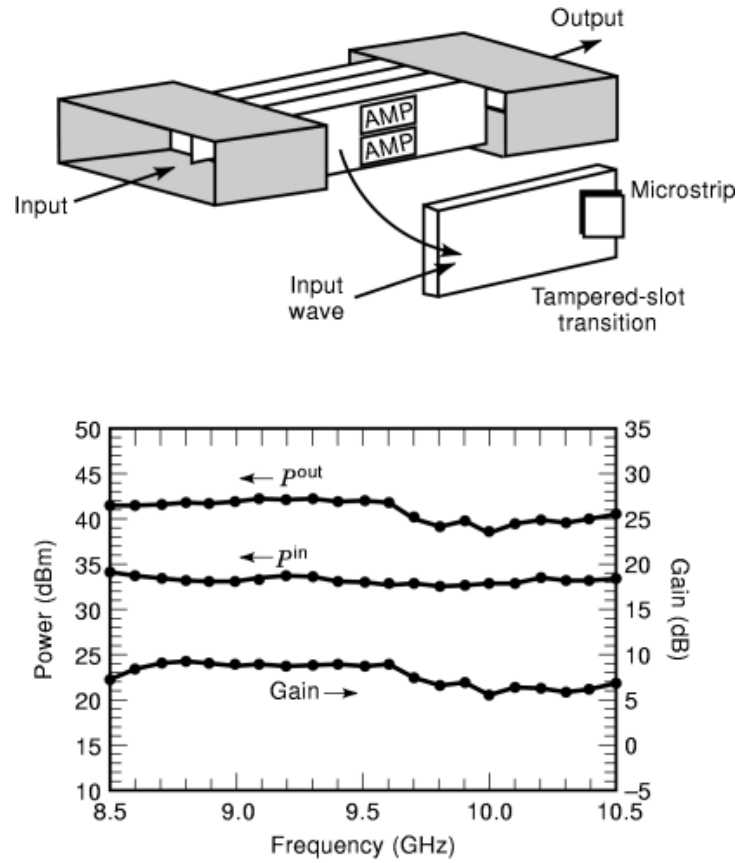 Output
AMP
AMP
Input
Microstrip
Input
wave
Tampered-slot
transition
50
45
40
35
30
25
20
15
10
Power (dBm)
P^out
P^in
Gain
35
30
25
20
15
10
5
0
–5
Gain
(dB)
8.5
9.0
9.5
10.0
10.5
Frequency (GHz)